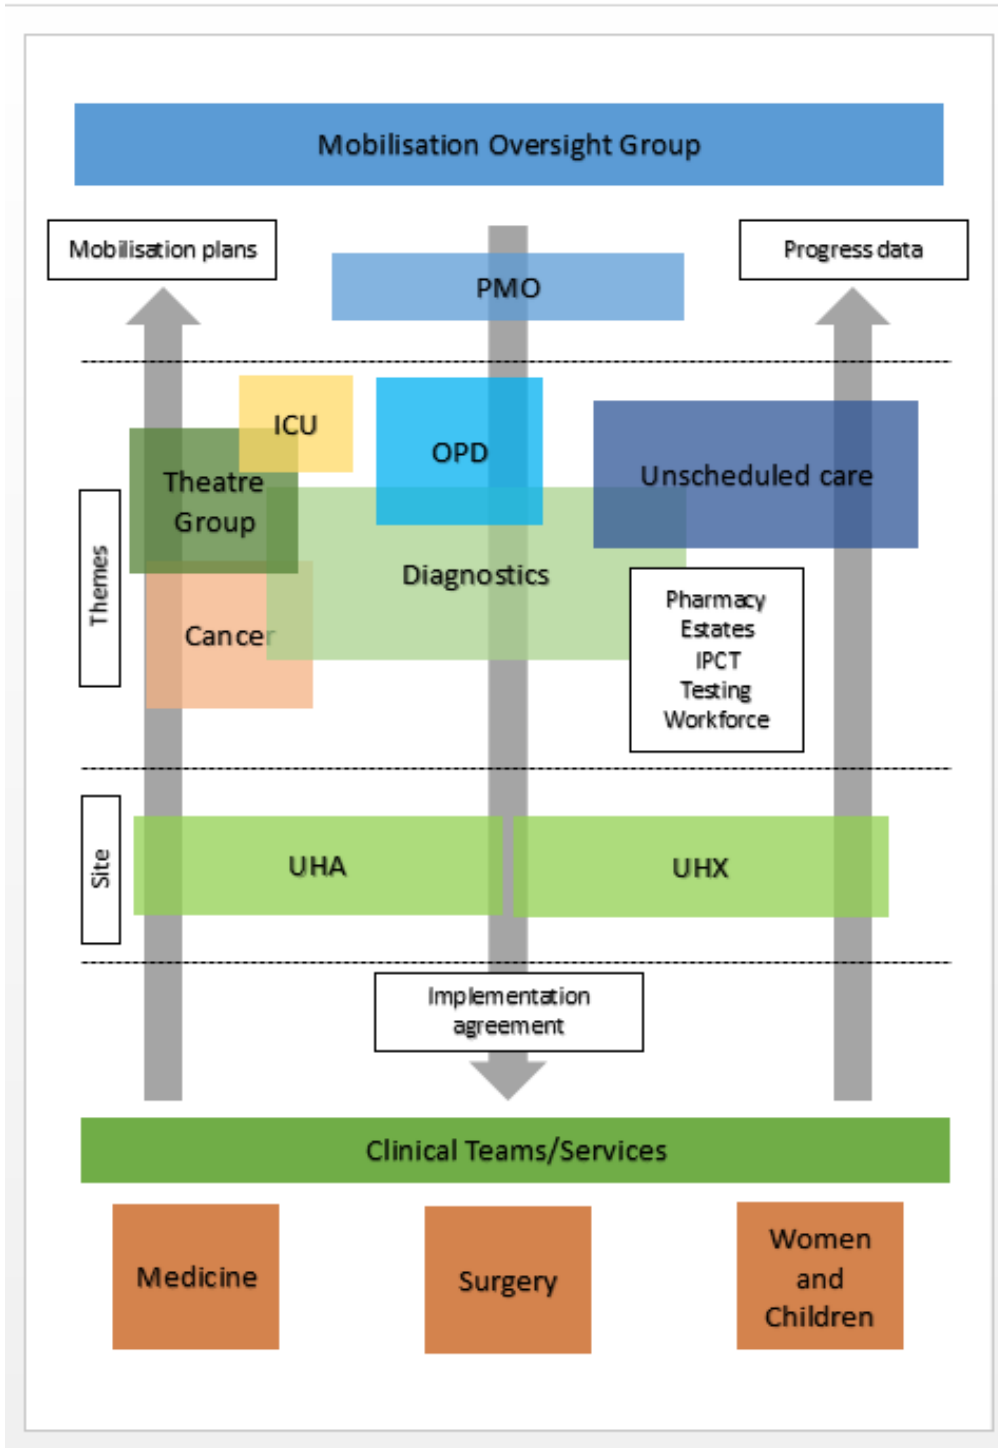 Mobilisation Oversight Group
Mobilisation plans
Progress data
PMO
ICU
OPD
Theatre
Group
Unscheduled care
Themes
Diagnostics
Cancer
Pharmacy
Estates
IPCT
Testing
Workforce
Site
UHA
UHX
Implementation
agreement
Clinical Teams/Services
Medicine
Surgery
Women
and
Children